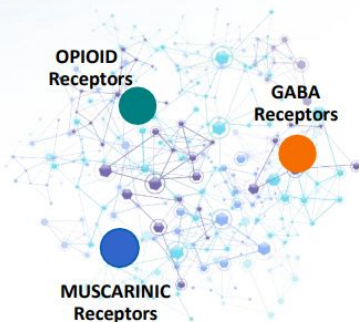 OPIOID
Receptors
GABA
Receptors
MUSCARINIC
Receptors